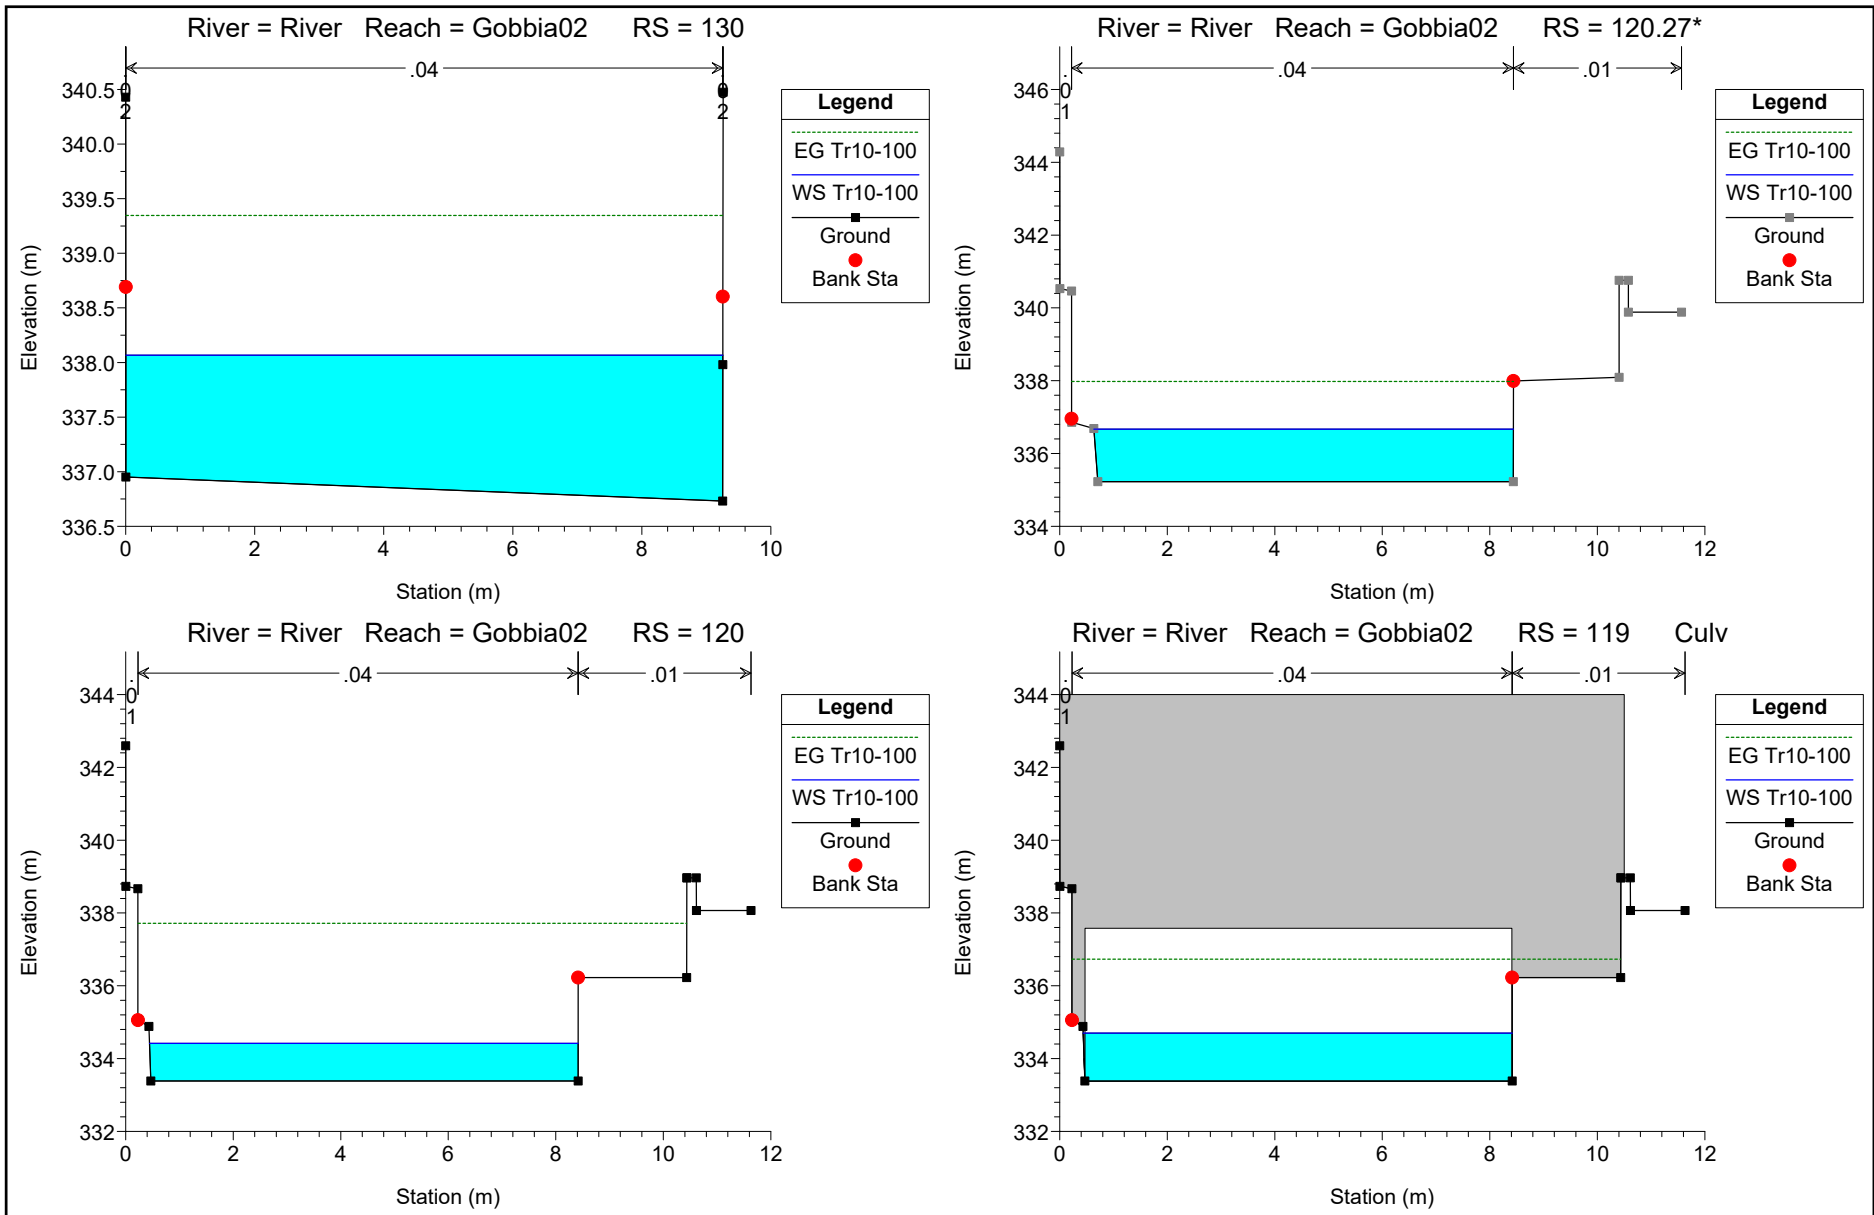 River = River Reach = Gobbia02 RS = 130
.02
.04
.02
340.5
340.0
339.5
339.0
338.5
338.0
337.5
337.0
336.5
Elevation (m)
0 2 4 6 8 10
Station (m)
Legend
EG Tr10-100
WS Tr10-100
Ground
Bank Sta
River = River Reach = Gobbia02 RS = 120.27*
.01
.04
.01
346
344
342
340
338
336
334
Elevation (m)
0 2 4 6 8 10 12
Station (m)
Legend
EG Tr10-100
WS Tr10-100
Ground
Bank Sta
River = River Reach = Gobbia02 RS = 120
.01
.04
.01
344
342
340
338
336
334
332
Elevation (m)
0 2 4 6 8 10 12
Station (m)
Legend
EG Tr10-100
WS Tr10-100
Ground
Bank Sta
River = River Reach = Gobbia02 RS = 119 Culv
.01
.04
.01
344
342
340
338
336
334
332
Elevation (m)
0 2 4 6 8 10 12
Station (m)
Legend
EG Tr10-100
WS Tr10-100
Ground
Bank Sta